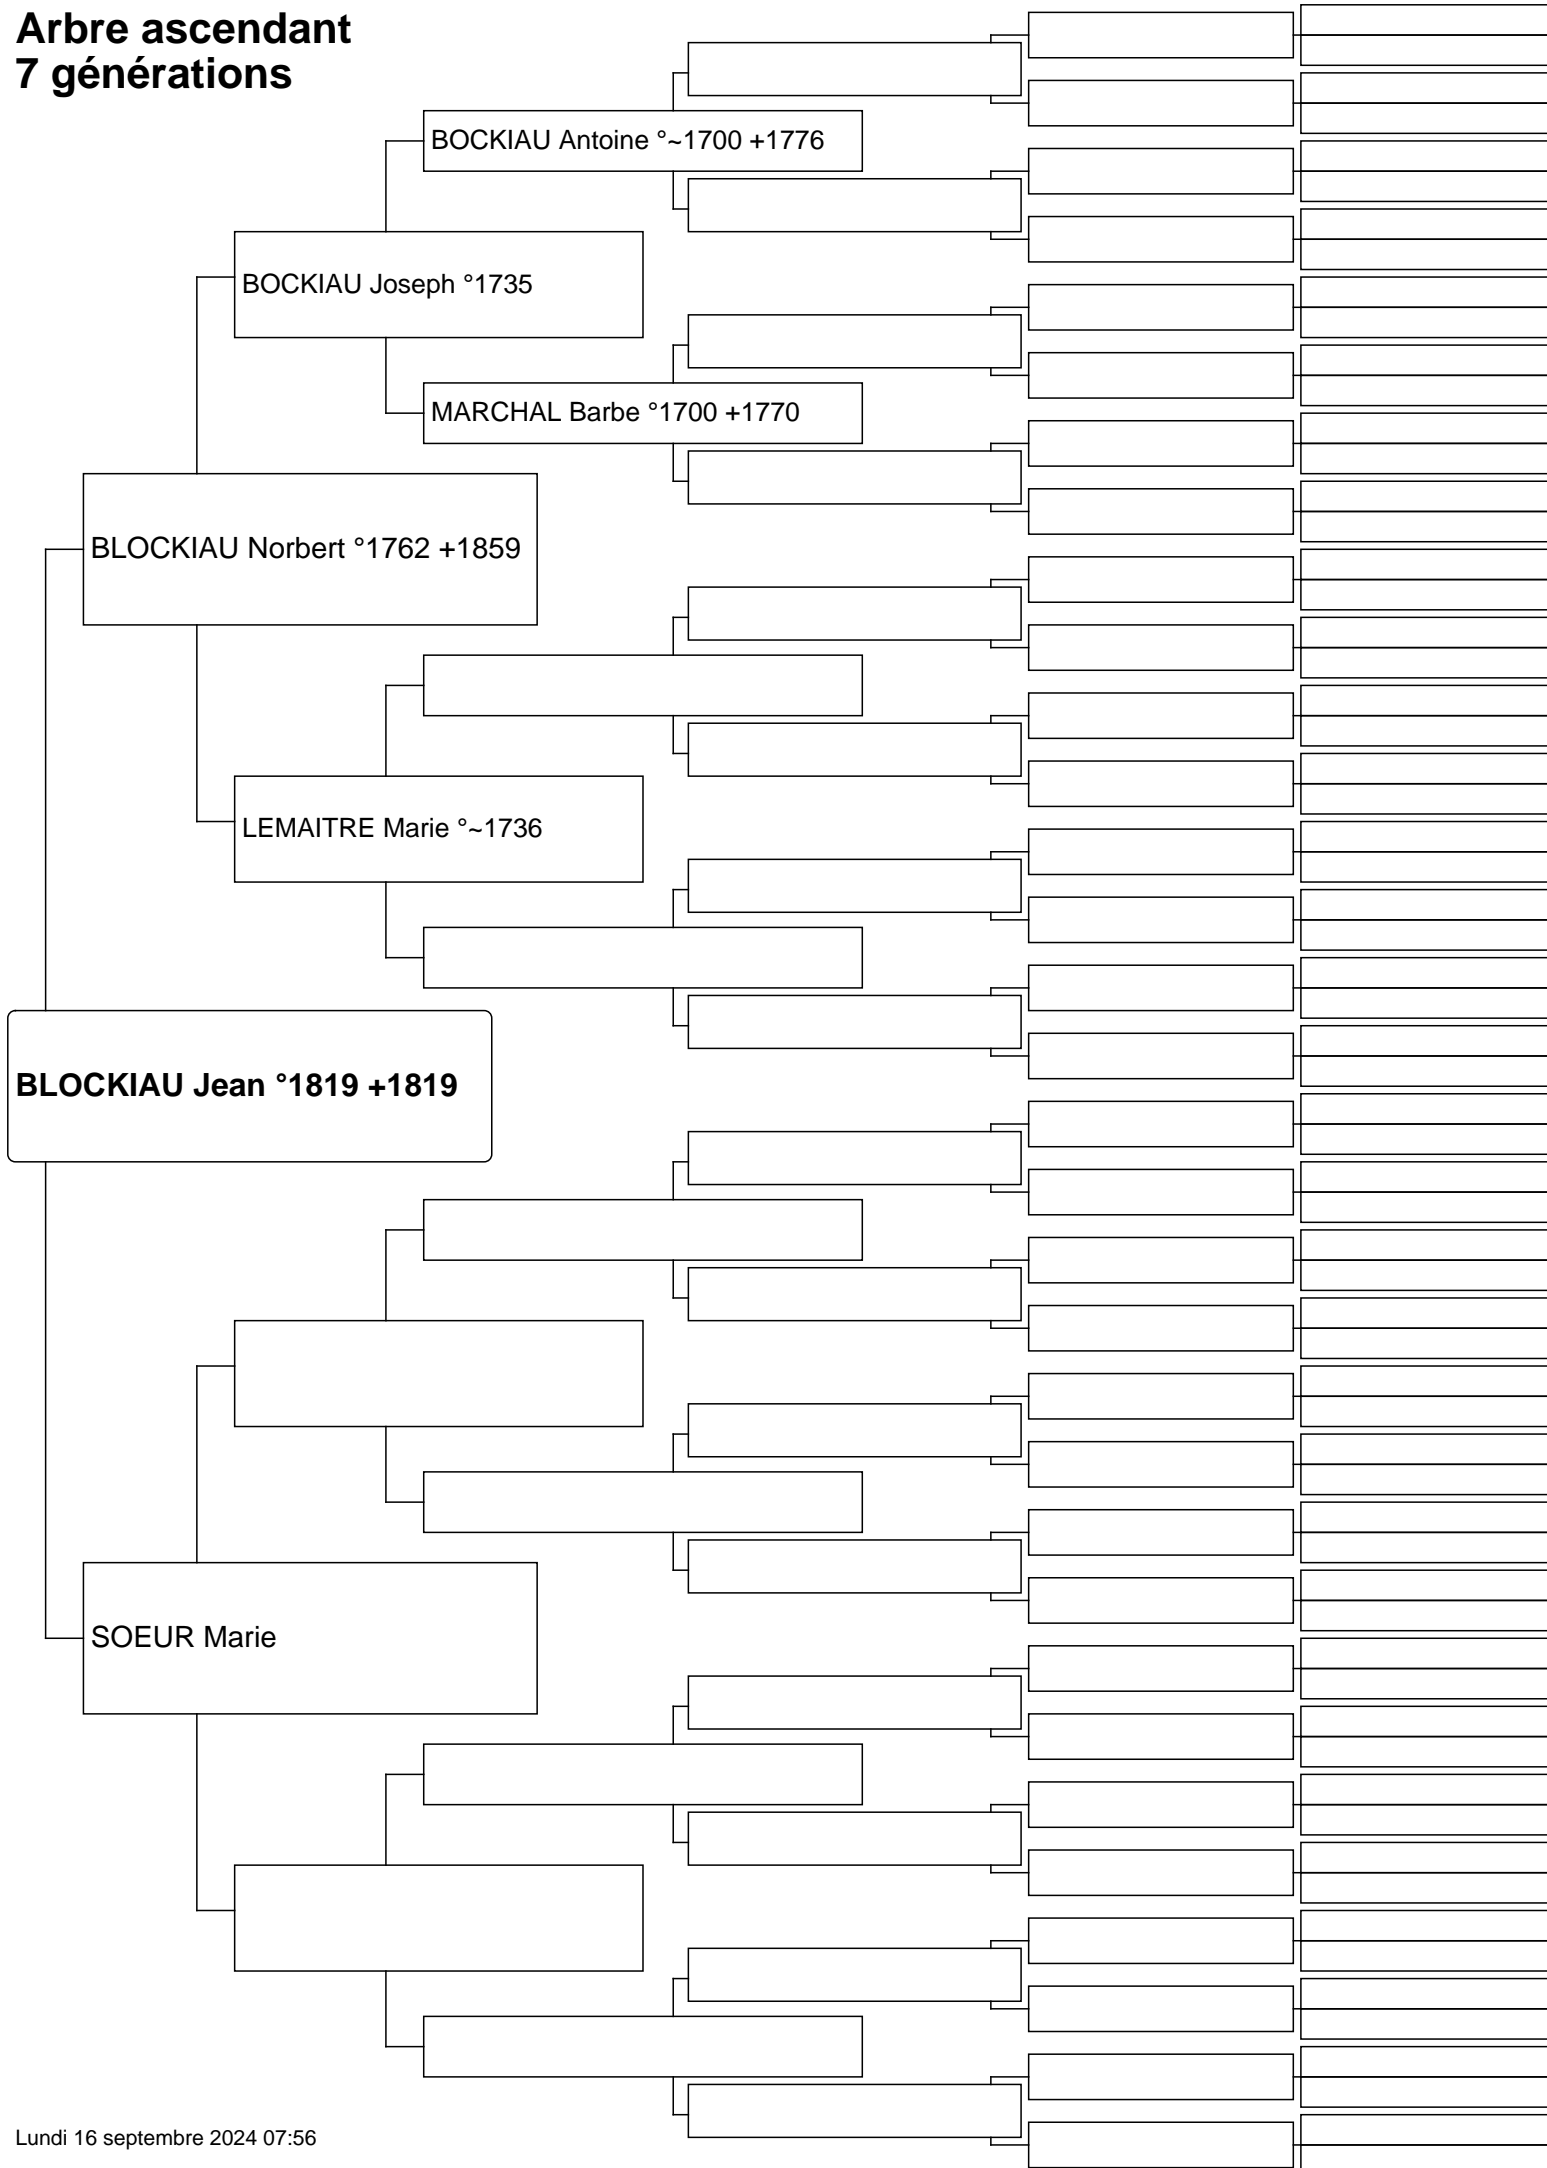 Arbre ascendant
7 générations
BOCKIAU Antoine °~1700 +1776
BOCKIAU Joseph °1735
MARCHAL Barbe °1700 +1770
BLOCKIAU Norbert °1762 +1859
LEMAITRE Marie °~1736
BLOCKIAU Jean °1819 +1819
SOEUR Marie
Lundi 16 septembre 2024 07:56